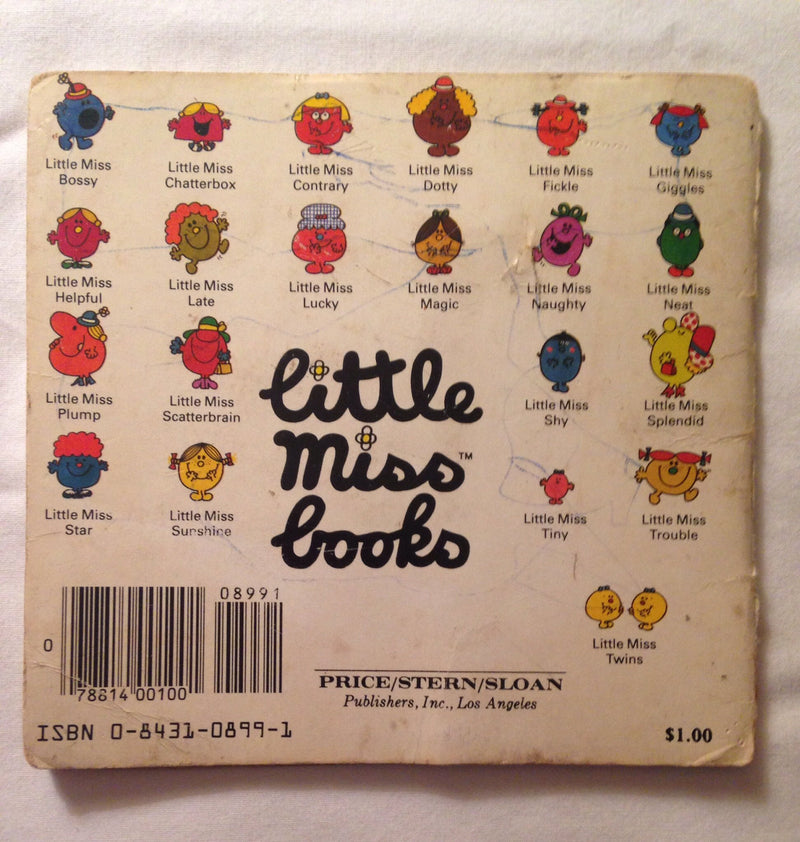 Little Miss
Bossy
Little Miss
Chatterbox
Little Miss
Contrary
Little Miss
Dotty
Little Miss
Fickle
Little Miss
Giggles
Little Miss
Helpful
Little Miss
Late
Little Miss
Lucky
Little Miss
Magic
Little Miss
Naughty
Little Miss
Neat
Little Miss
Plump
Little Miss
Scatterbrain
Little Miss
Shy
Little Miss
Splendid
Little Miss
Star
Little Miss
Sunshine
little
miss™
books
Little Miss
Tiny
Little Miss
Trouble
Little Miss
Twins
08991
0
78814 00100
PRICE/STERN/SLOAN
Publishers, Inc., Los Angeles
ISBN 0-8431-0899-1
$1.00